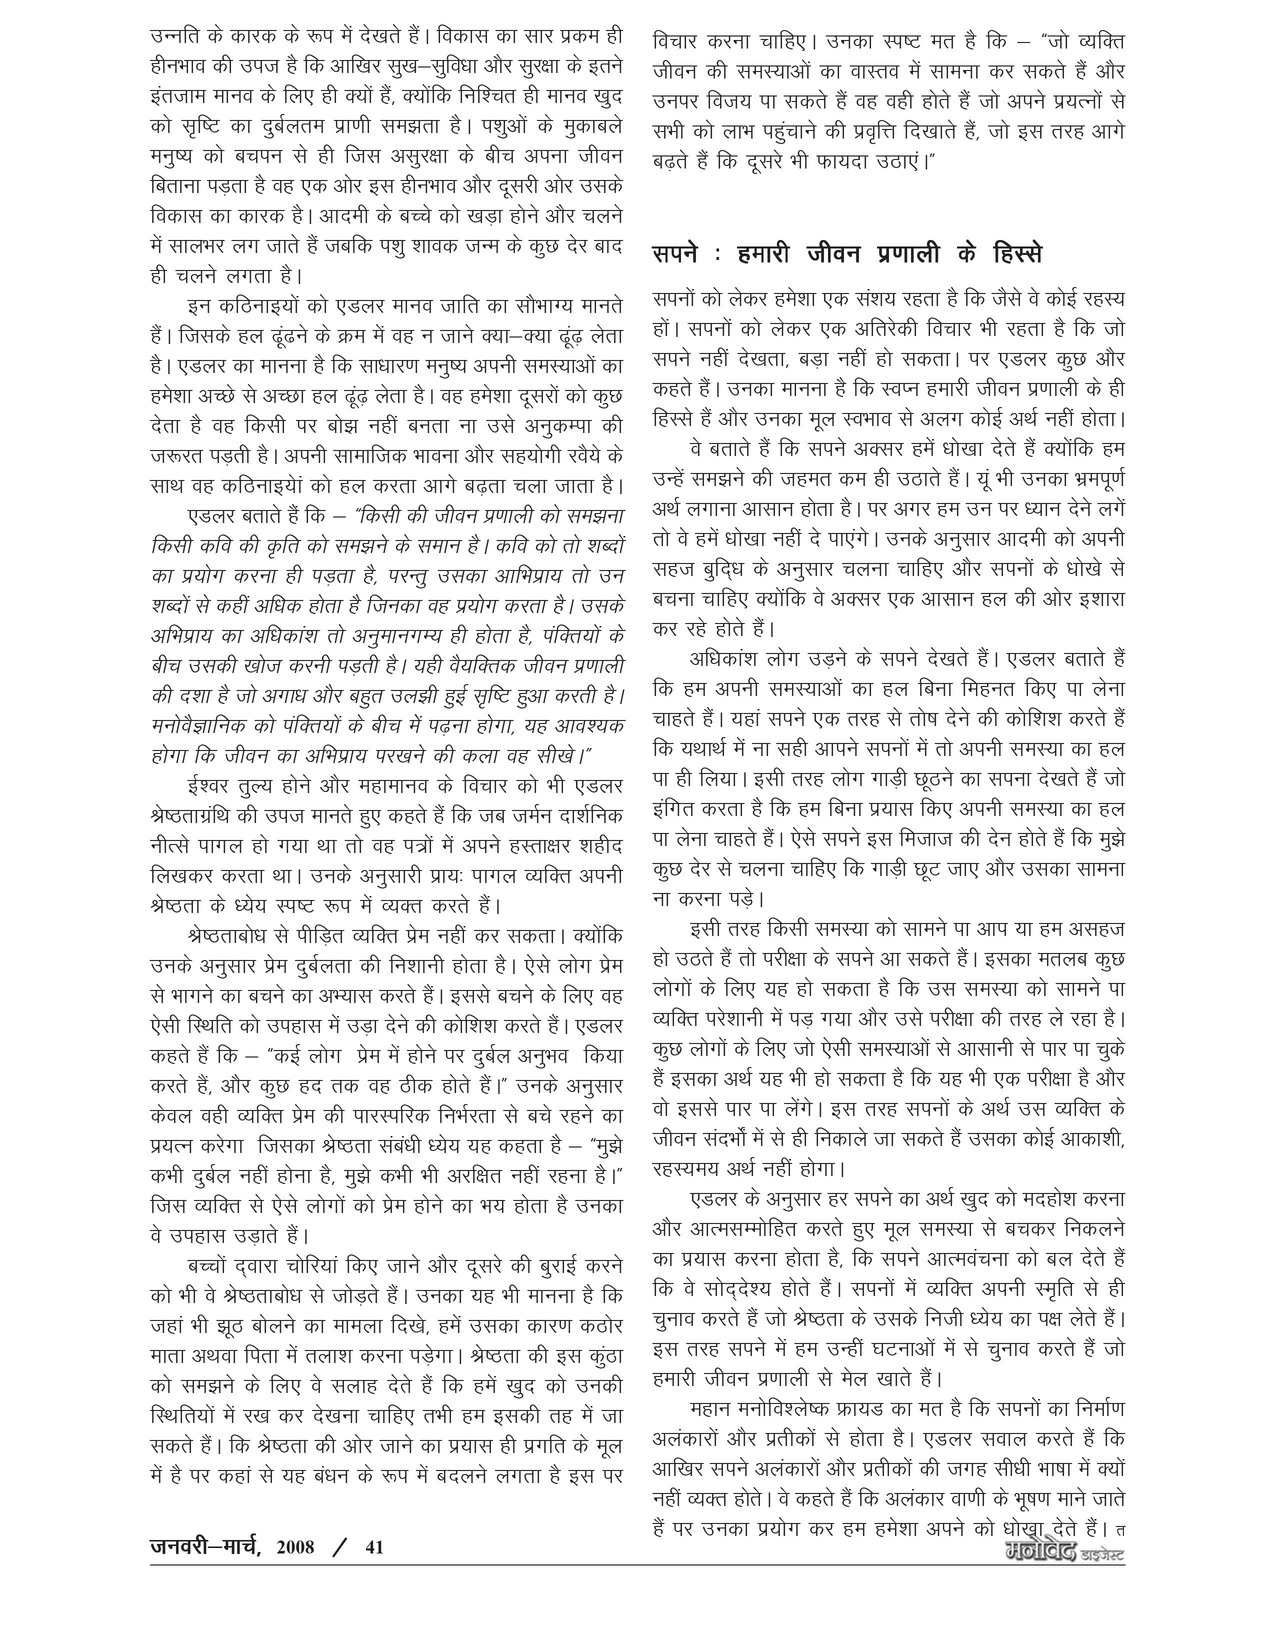 उन्नति के कारक के रूप में देखते हैं। विकास का सार प्रकम ही
हीनभाव की उपज है कि आखिर सुख–सुविधा और सुरक्षा के इतने
इंतजाम मानव के लिए ही क्यों हैं, क्योंकि निश्चित ही मानव खुद
को सृष्टि का दुर्बलतम प्राणी समझता है। पशुओं के मुकाबले
मनुष्य को बचपन से ही जिस असुरक्षा के बीच अपना जीवन
बिताना पड़ता है वह एक ओर इस हीनभाव और दूसरी ओर उसके
विकास का कारक है। आदमी के बच्चे को खड़ा होने और चलने
में सालभर लग जाते हैं जबकि पशु शावक जन्म के कुछ देर बाद
ही चलने लगता है।
इन कठिनाइयों को एडलर मानव जाति का सौभाग्य मानते
हैं। जिसके हल ढूंढने के क्रम में वह न जाने क्या–क्या ढूंढ़ लेता
है। एडलर का मानना है कि साधारण मनुष्य अपनी समस्याओं का
हमेशा अच्छे से अच्छा हल ढूंढ़ लेता है। वह हमेशा दूसरों को कुछ
देता है वह किसी पर बोझ नहीं बनता ना उसे अनुकम्पा की
जरूरत पड़ती है। अपनी सामाजिक भावना और सहयोगी रवैये के
साथ वह कठिनाइयेां को हल करता आगे बढ़ता चला जाता है।
एडलर बताते हैं कि – "किसी की जीवन प्रणाली को समझना
किसी कवि की कृति को समझने के समान है। कवि को तो शब्दों
का प्रयोग करना ही पड़ता है, परन्तु उसका आभिप्राय तो उन
शब्दों से कहीं अधिक होता है जिनका वह प्रयोग करता है। उसके
अभिप्राय का अधिकांश तो अनुमानगम्य ही होता है, पंक्तियों के
बीच उसकी खोज करनी पड़ती है। यही वैयक्तिक जीवन प्रणाली
की दशा है जो अगाध और बहुत उलझी हुई सृष्टि हुआ करती है।
मनोवैज्ञानिक को पंक्तियों के बीच में पढ़ना होगा, यह आवश्यक
होगा कि जीवन का अभिप्राय परखने की कला वह सीखे।"
ईश्वर तुल्य होने और महामानव के विचार को भी एडलर
श्रेष्ठताग्रंथि की उपज मानते हुए कहते हैं कि जब जर्मन दार्शनिक
नीत्से पागल हो गया था तो वह पत्रों में अपने हस्ताक्षर शहीद
लिखकर करता था। उनके अनुसारी प्रायः पागल व्यक्ति अपनी
श्रेष्ठता के ध्येय स्पष्ट रूप में व्यक्त करते हैं।
श्रेष्ठताबोध से पीड़ित व्यक्ति प्रेम नहीं कर सकता। क्योंकि
उनके अनुसार प्रेम दुर्बलता की निशानी होता है। ऐसे लोग प्रेम
से भागने का बचने का अभ्यास करते हैं। इससे बचने के लिए वह
ऐसी स्थिति को उपहास में उड़ा देने की कोशिश करते हैं। एडलर
कहते हैं कि – "कई लोग प्रेम में होने पर दुर्बल अनुभव किया
करते हैं, और कुछ हद तक वह ठीक होते हैं।" उनके अनुसार
केवल वही व्यक्ति प्रेम की पारस्परिक निर्भरता से बचे रहने का
प्रयत्न करेगा जिसका श्रेष्ठता संबंधी ध्येय यह कहता है – "मुझे
कभी दुर्बल नहीं होना है, मुझे कभी भी अरक्षित नहीं रहना है।"
जिस व्यक्ति से ऐसे लोगों को प्रेम होने का भय होता है उनका
वे उपहास उड़ाते हैं।
बच्चों द्वारा चोरियां किए जाने और दूसरे की बुराई करने
को भी वे श्रेष्ठताबोध से जोड़ते हैं। उनका यह भी मानना है कि
जहां भी झूठ बोलने का मामला दिखे, हमें उसका कारण कठोर
माता अथवा पिता में तलाश करना पड़ेगा। श्रेष्ठता की इस कुंठा
को समझने के लिए वे सलाह देते हैं कि हमें खुद को उनकी
स्थितियों में रख कर देखना चाहिए तभी हम इसकी तह में जा
सकते हैं। कि श्रेष्ठता की ओर जाने का प्रयास ही प्रगति के मूल
में है पर कहां से यह बंधन के रूप में बदलने लगता है इस पर
विचार करना चाहिए। उनका स्पष्ट मत है कि – "जो व्यक्ति
जीवन की समस्याओं का वास्तव में सामना कर सकते हैं और
उनपर विजय पा सकते हैं वह वही होते हैं जो अपने प्रयत्नों से
सभी को लाभ पहुंचाने की प्रवृत्ति दिखाते हैं, जो इस तरह आगे
बढ़ते हैं कि दूसरे भी फायदा उठाएं।"
सपने : हमारी जीवन प्रणाली के हिस्से
सपनों को लेकर हमेशा एक संशय रहता है कि जैसे वे कोई रहस्य
हों। सपनों को लेकर एक अतिरेकी विचार भी रहता है कि जो
सपने नहीं देखता, बड़ा नहीं हो सकता। पर एडलर कुछ और
कहते हैं। उनका मानना है कि स्वप्न हमारी जीवन प्रणाली के ही
हिस्से हैं और उनका मूल स्वभाव से अलग कोई अर्थ नहीं होता।
वे बताते हैं कि सपने अक्सर हमें धोखा देते हैं क्योंकि हम
उन्हें समझने की जहमत कम ही उठाते हैं। यूं भी उनका भ्रमपूर्ण
अर्थ लगाना आसान होता है। पर अगर हम उन पर ध्यान देने लगें
तो वे हमें धोखा नहीं दे पाएंगे। उनके अनुसार आदमी को अपनी
सहज बुद्धि के अनुसार चलना चाहिए और सपनों के धोखे से
बचना चाहिए क्योंकि वे अक्सर एक आसान हल की ओर इशारा
कर रहे होते हैं।
अधिकांश लोग उड़ने के सपने देखते हैं। एडलर बताते हैं
कि हम अपनी समस्याओं का हल बिना मिहनत किए पा लेना
चाहते हैं। यहां सपने एक तरह से तोष देने की कोशिश करते हैं
कि यथार्थ में ना सही आपने सपनों में तो अपनी समस्या का हल
पा ही लिया। इसी तरह लोग गाड़ी छूठने का सपना देखते हैं जो
इंगित करता है कि हम बिना प्रयास किए अपनी समस्या का हल
पा लेना चाहते हैं। ऐसे सपने इस मिजाज की देन होते हैं कि मुझे
कुछ देर से चलना चाहिए कि गाड़ी छूट जाए और उसका सामना
ना करना पड़े।
इसी तरह किसी समस्या को सामने पा आप या हम असहज
हो उठते हैं तो परीक्षा के सपने आ सकते हैं। इसका मतलब कुछ
लोगों के लिए यह हो सकता है कि उस समस्या को सामने पा
व्यक्ति परेशानी में पड़ गया और उसे परीक्षा की तरह ले रहा है।
कुछ लोगों के लिए जो ऐसी समस्याओं से आसानी से पार पा चुके
हैं इसका अर्थ यह भी हो सकता है कि यह भी एक परीक्षा है और
वो इससे पार पा लेंगे। इस तरह सपनों के अर्थ उस व्यक्ति के
जीवन संदर्भों में से ही निकाले जा सकते हैं उसका कोई आकाशी,
रहस्यमय अर्थ नहीं होगा।
एडलर के अनुसार हर सपने का अर्थ खुद को मदहोश करना
और आत्मसम्मोहित करते हुए मूल समस्या से बचकर निकलने
का प्रयास करना होता है, कि सपने आत्मवंचना को बल देते हैं
कि वे सोद्देश्य होते हैं। सपनों में व्यक्ति अपनी स्मृति से ही
चुनाव करते हैं जो श्रेष्ठता के उसके निजी ध्येय का पक्ष लेते हैं।
इस तरह सपने में हम उन्हीं घटनाओं में से चुनाव करते हैं जो
हमारी जीवन प्रणाली से मेल खाते हैं।
महान मनोविश्लेष्क फ्रायड का मत है कि सपनों का निर्माण
अलंकारों और प्रतीकों से होता है। एडलर सवाल करते हैं कि
आखिर सपने अलंकारों और प्रतीकों की जगह सीधी भाषा में क्यों
नहीं व्यक्त होते। वे कहते हैं कि अलंकार वाणी के भूषण माने जाते
हैं पर उनका प्रयोग कर हम हमेशा अपने को धोखा देते हैं। त
जनवरी–मार्च, 2008 / 41
मनोवेद डाइजेस्ट